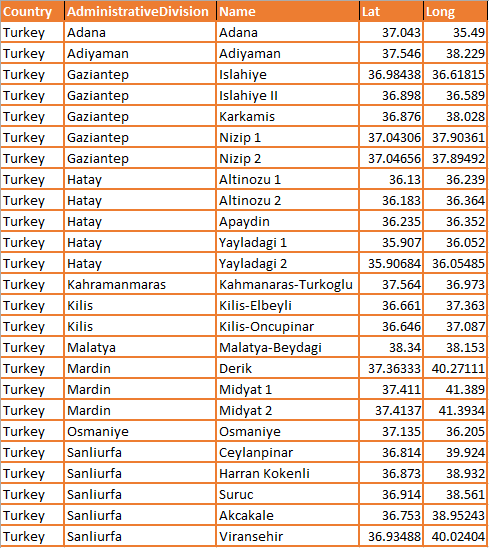 Country AdministrativeDivision Name Lat Long
Turkey Adana Adana 37.043 35.49
Turkey Adiyaman Adiyaman 37.546 38.229
Turkey Gaziantep Islahiye 36.98438 36.61815
Turkey Gaziantep Islahiye II 36.898 36.589
Turkey Gaziantep Karkamis 36.876 38.028
Turkey Gaziantep Nizip 1 37.04306 37.90361
Turkey Gaziantep Nizip 2 37.04656 37.89492
Turkey Hatay Altinozu 1 36.13 36.239
Turkey Hatay Altinozu 2 36.183 36.364
Turkey Hatay Apaydin 36.235 36.352
Turkey Hatay Yayladagi 1 35.907 36.052
Turkey Hatay Yayladagi 2 35.90684 36.05485
Turkey Kahramanmaras Kahmanaras-Turkoglu 37.564 36.973
Turkey Kilis Kilis-Elbeyli 36.661 37.363
Turkey Kilis Kilis-Oncupinar 36.646 37.087
Turkey Malatya Malatya-Beydagi 38.34 38.153
Turkey Mardin Derik 37.36333 40.27111
Turkey Mardin Midyat 1 37.411 41.389
Turkey Mardin Midyat 2 37.4137 41.3934
Turkey Osmaniye Osmaniye 37.135 36.205
Turkey Sanliurfa Ceylanpinar 36.814 39.924
Turkey Sanliurfa Harran Kokenli 36.873 38.932
Turkey Sanliurfa Suruc 36.914 38.561
Turkey Sanliurfa Akcakale 36.753 38.95243
Turkey Sanliurfa Viransehir 36.93488 40.02404